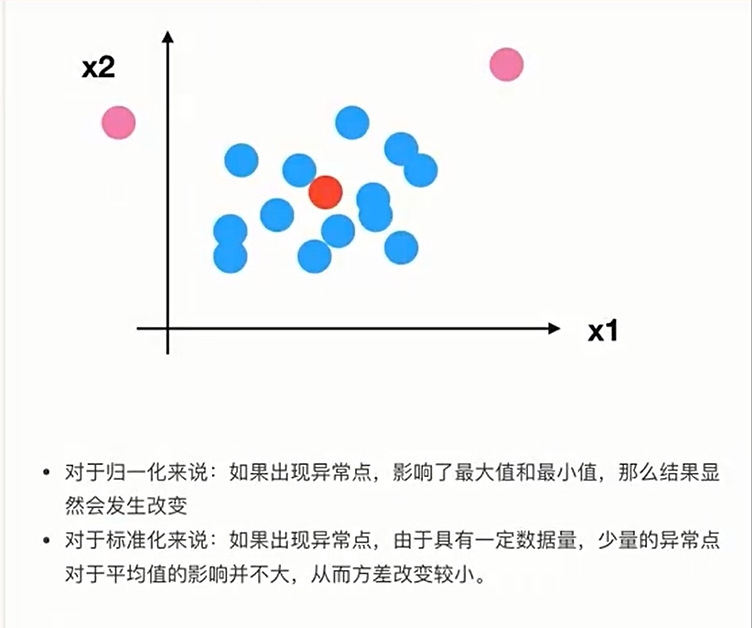 x2
x1
• 对于归一化来说：如果出现异常点，影响了最大值和最小值，那么结果显
然会发生改变
• 对于标准化来说：如果出现异常点，由于具有一定数据量，少量的异常点
对于平均值的影响并不大，从而方差改变较小。